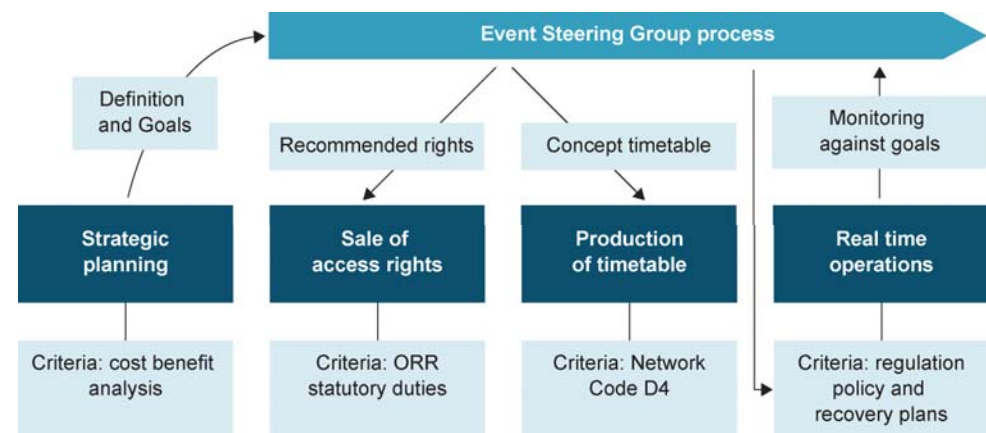 Event Steering Group process
Definition
and Goals
Recommended rights
Concept timetable
Monitoring
against goals
Strategic
planning
Sale of
access rights
Production
of timetable
Real time
operations
Criteria: cost benefit
analysis
Criteria: ORR
statutory duties
Criteria: Network
Code D4
Criteria: regulation
policy and
recovery plans